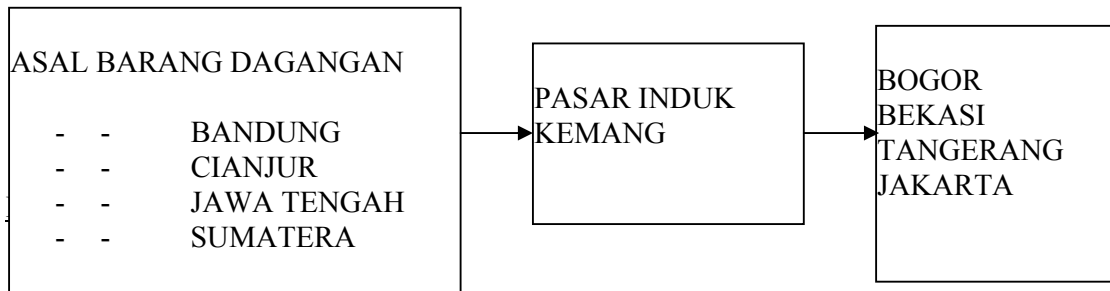 ASAL BARANG DAGANGAN
- - BANDUNG
- - CIANJUR
- - JAWA TENGAH
- - SUMATERA
PASAR INDUK
KEMANG
BOGOR
BEKASI
TANGERANG
JAKARTA